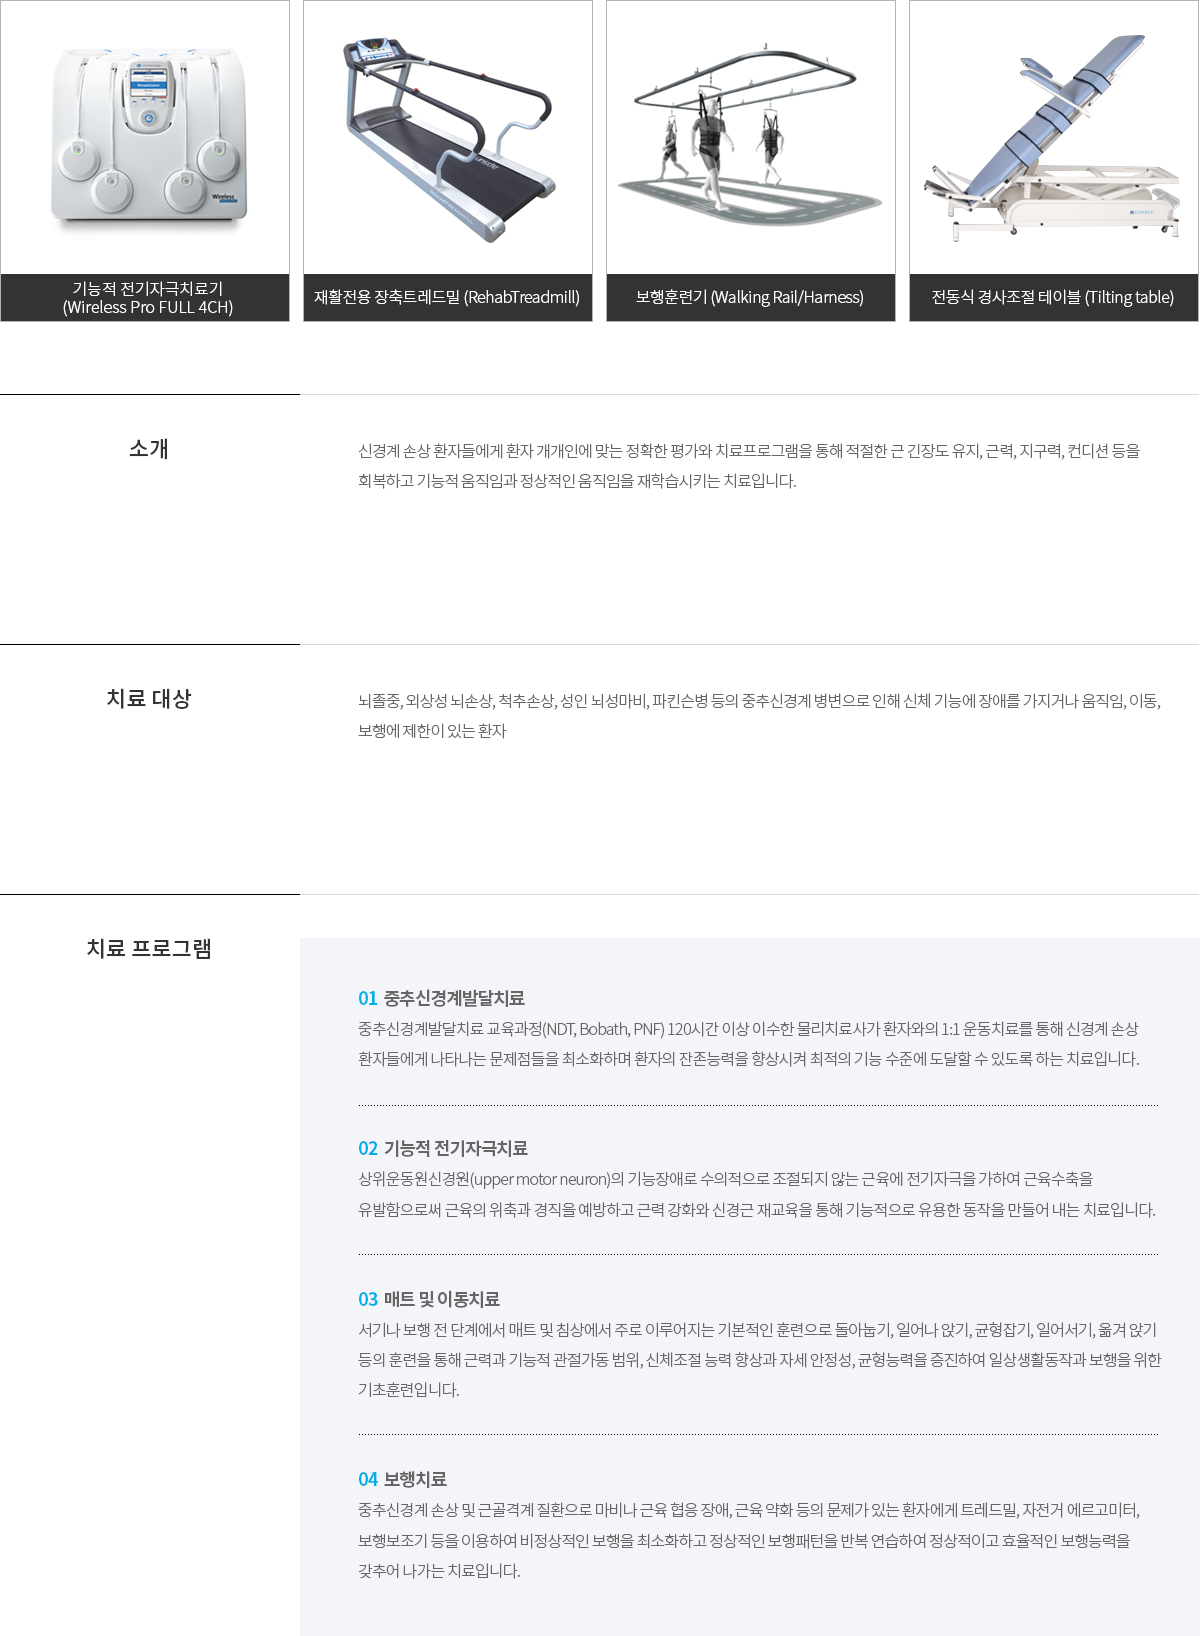 Wireless
기능적 전기자극치료기
(Wireless Pro FULL 4CH)
재활전용 장축트레드밀 (RehabTreadmill)
보행훈련기 (Walking Rail/Harness)
전동식 경사조절 테이블 (Tilting table)
소개
신경계 손상 환자들에게 환자 개개인에 맞는 정확한 평가와 치료프로그램을 통해 적절한 근 긴장도 유지, 근력, 지구력, 컨디션 등을
회복하고 기능적 움직임과 정상적인 움직임을 재학습시키는 치료입니다.
치료 대상
뇌졸중, 외상성 뇌손상, 척추손상, 성인 뇌성마비, 파킨슨병 등의 중추신경계 병변으로 인해 신체 기능에 장애를 가지거나 움직임, 이동,
보행에 제한이 있는 환자
치료 프로그램
01 중추신경계발달치료
중추신경계발달치료 교육과정(NDT, Bobath, PNF) 120시간 이상 이수한 물리치료사가 환자와의 1:1 운동치료를 통해 신경계 손상
환자들에게 나타나는 문제점들을 최소화하며 환자의 잔존능력을 향상시켜 최적의 기능 수준에 도달할 수 있도록 하는 치료입니다.
02 기능적 전기자극치료
상위운동원신경원(upper motor neuron)의 기능장애로 수의적으로 조절되지 않는 근육에 전기자극을 가하여 근육수축을
유발함으로써 근육의 위축과 경직을 예방하고 근력 강화와 신경근 재교육을 통해 기능적으로 유용한 동작을 만들어 내는 치료입니다.
03 매트 및 이동치료
서기나 보행 전 단계에서 매트 및 침상에서 주로 이루어지는 기본적인 훈련으로 돌아눕기, 일어나 앉기, 균형잡기, 일어서기, 옮겨 앉기
등의 훈련을 통해 근력과 기능적 관절가동 범위, 신체조절 능력 향상과 자세 안정성, 균형능력을 증진하여 일상생활동작과 보행을 위한
기초훈련입니다.
04 보행치료
중추신경계 손상 및 근골격계 질환으로 마비나 근육 협응 장애, 근육 약화 등의 문제가 있는 환자에게 트레드밀, 자전거 에르고미터,
보행보조기 등을 이용하여 비정상적인 보행을 최소화하고 정상적인 보행패턴을 반복 연습하여 정상적이고 효율적인 보행능력을
갖추어 나가는 치료입니다.